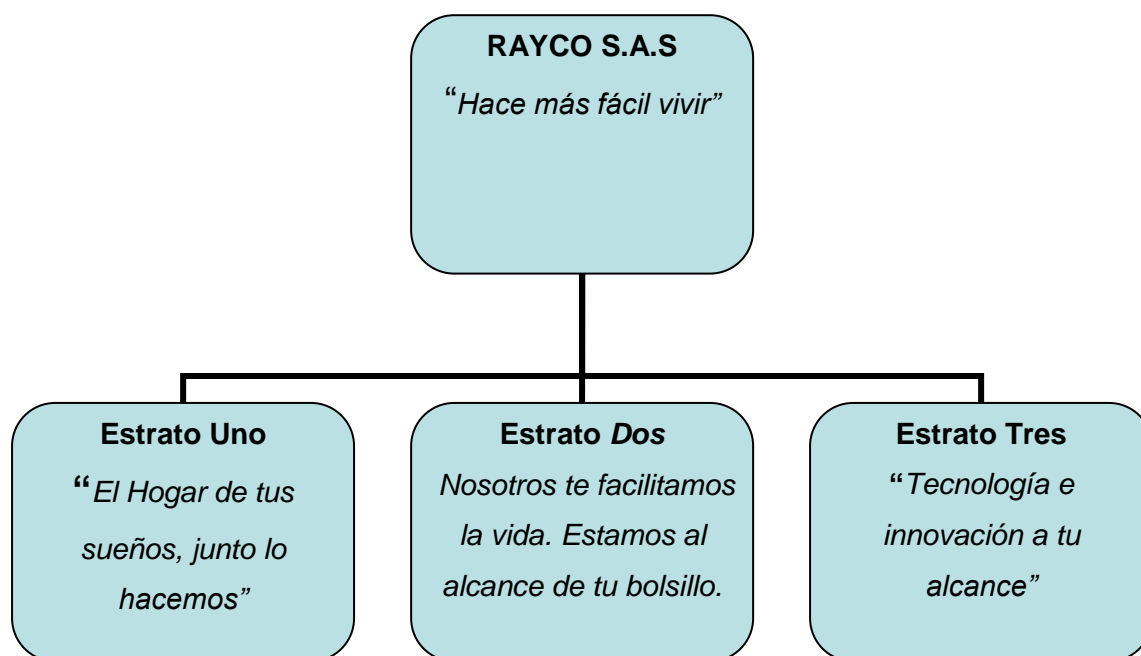 RAYCO S.A.S
“Hace más fácil vivir”
Estrato Uno
“El Hogar de tus
sueños, junto lo
hacemos”
Estrato Dos
Nosotros te facilitamos
la vida. Estamos al
alcance de tu bolsillo.
Estrato Tres
“Tecnología e
innovación a tu
alcance”